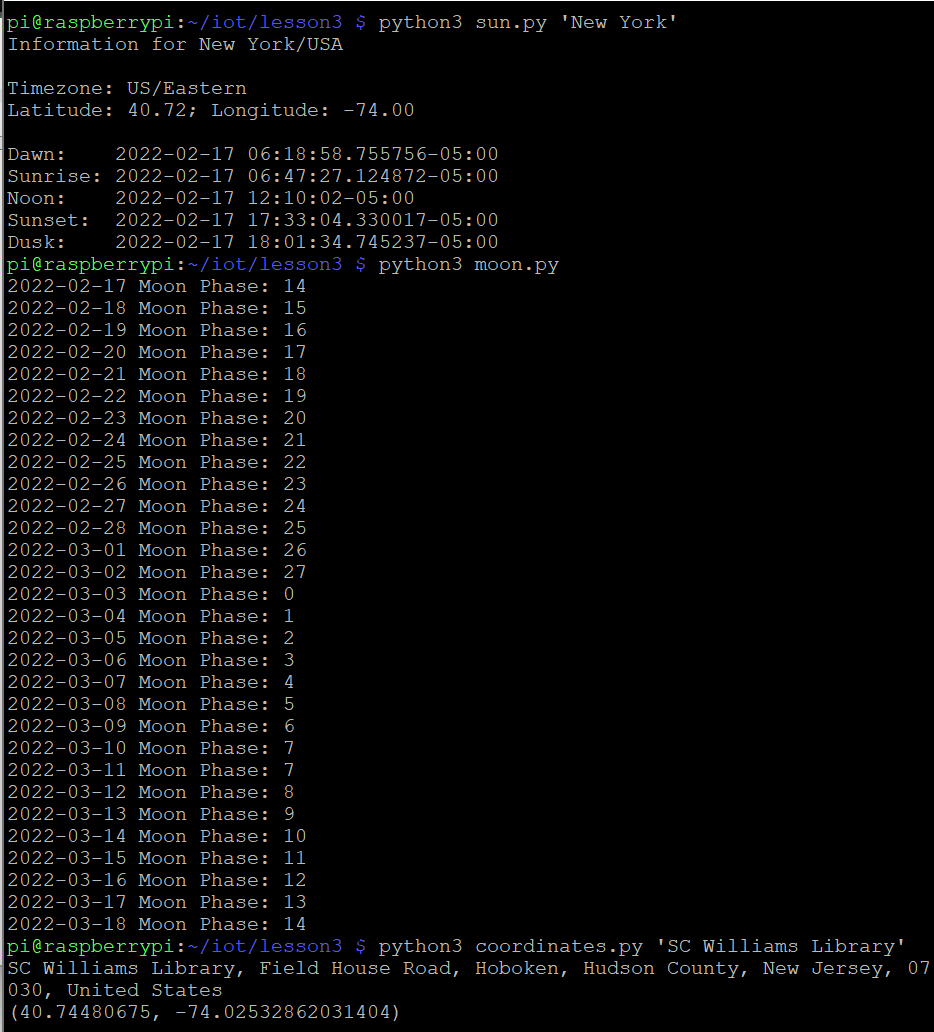 pi@raspberrypi:~/iot/lesson3 $ python3 sun.py 'New York'
Information for New York/USA
Timezone: US/Eastern
Latitude: 40.72; Longitude: -74.00
Dawn:    2022-02-17 06:18:58.755756-05:00
Sunrise: 2022-02-17 06:47:27.124872-05:00
Noon:    2022-02-17 12:10:02-05:00
Sunset:  2022-02-17 17:33:04.330017-05:00
Dusk:    2022-02-17 18:01:34.745237-05:00
pi@raspberrypi:~/iot/lesson3 $ python3 moon.py
2022-02-17 Moon Phase: 14
2022-02-18 Moon Phase: 15
2022-02-19 Moon Phase: 16
2022-02-20 Moon Phase: 17
2022-02-21 Moon Phase: 18
2022-02-22 Moon Phase: 19
2022-02-23 Moon Phase: 20
2022-02-24 Moon Phase: 21
2022-02-25 Moon Phase: 22
2022-02-26 Moon Phase: 23
2022-02-27 Moon Phase: 24
2022-02-28 Moon Phase: 25
2022-03-01 Moon Phase: 26
2022-03-02 Moon Phase: 27
2022-03-03 Moon Phase: 0
2022-03-04 Moon Phase: 1
2022-03-05 Moon Phase: 2
2022-03-06 Moon Phase: 3
2022-03-07 Moon Phase: 4
2022-03-08 Moon Phase: 5
2022-03-09 Moon Phase: 6
2022-03-10 Moon Phase: 7
2022-03-11 Moon Phase: 7
2022-03-12 Moon Phase: 8
2022-03-13 Moon Phase: 9
2022-03-14 Moon Phase: 10
2022-03-15 Moon Phase: 11
2022-03-16 Moon Phase: 12
2022-03-17 Moon Phase: 13
2022-03-18 Moon Phase: 14
pi@raspberrypi:~/iot/lesson3 $ python3 coordinates.py 'SC Williams Library'
SC Williams Library, Field House Road, Hoboken, Hudson County, New Jersey, 07
030, United States
(40.74480675, -74.02532862031404)